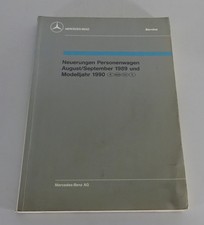 Neuerungen Personenwagen
August/September 1989 und
Modelljahr 1990
Mercedes-Benz AG